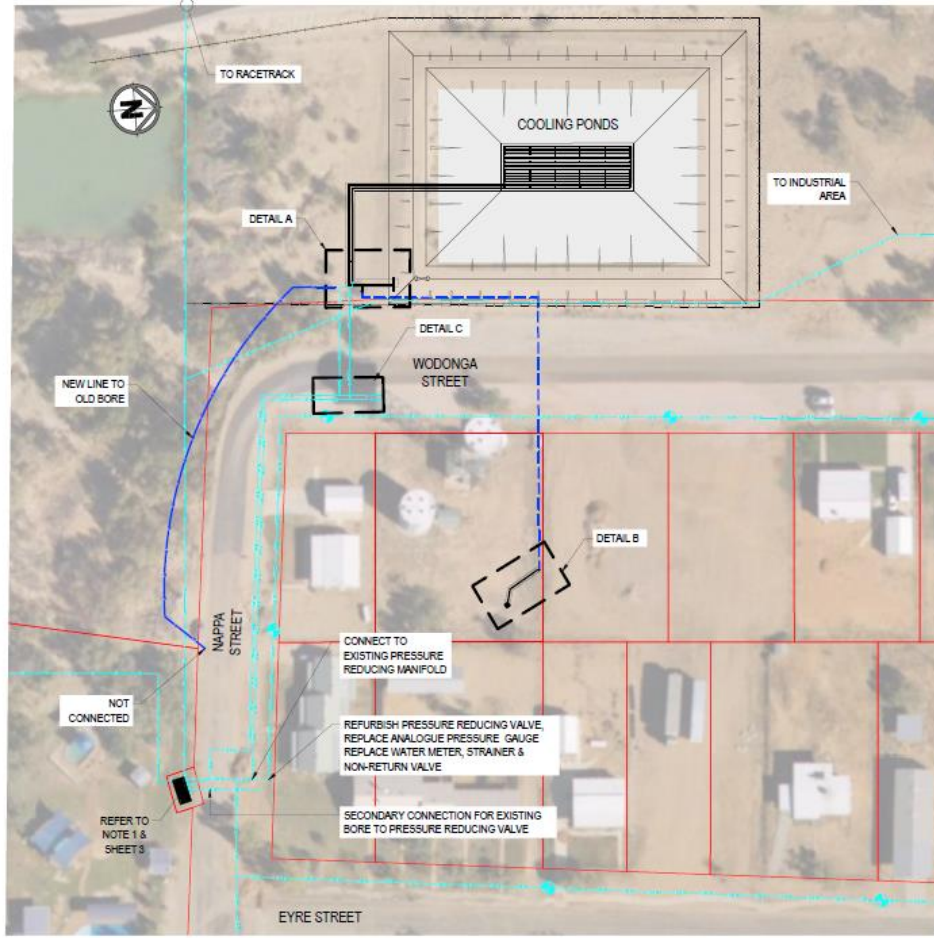 TO RACETRACK
N
COOLING PONDS
TO INDUSTRIAL
AREA
DETAIL A
DETAIL C
WODONGA
STREET
NEW LINE TO
OLD BORE
DETAIL B
NAPPA
STREET
CONNECT TO
EXISTING PRESSURE
REDUCING MANIFOLD
NOT
CONNECTED
REFURBISH PRESSURE REDUCING VALVE,
REPLACE ANALOGUE PRESSURE GAUGE
REPLACE WATER METER, STRAINER &
NON-RETURN VALVE
REFER TO
NOTE 1 &
SHEET 3
SECONDARY CONNECTION FOR EXISTING
BORE TO PRESSURE REDUCING VALVE
EYRE STREET